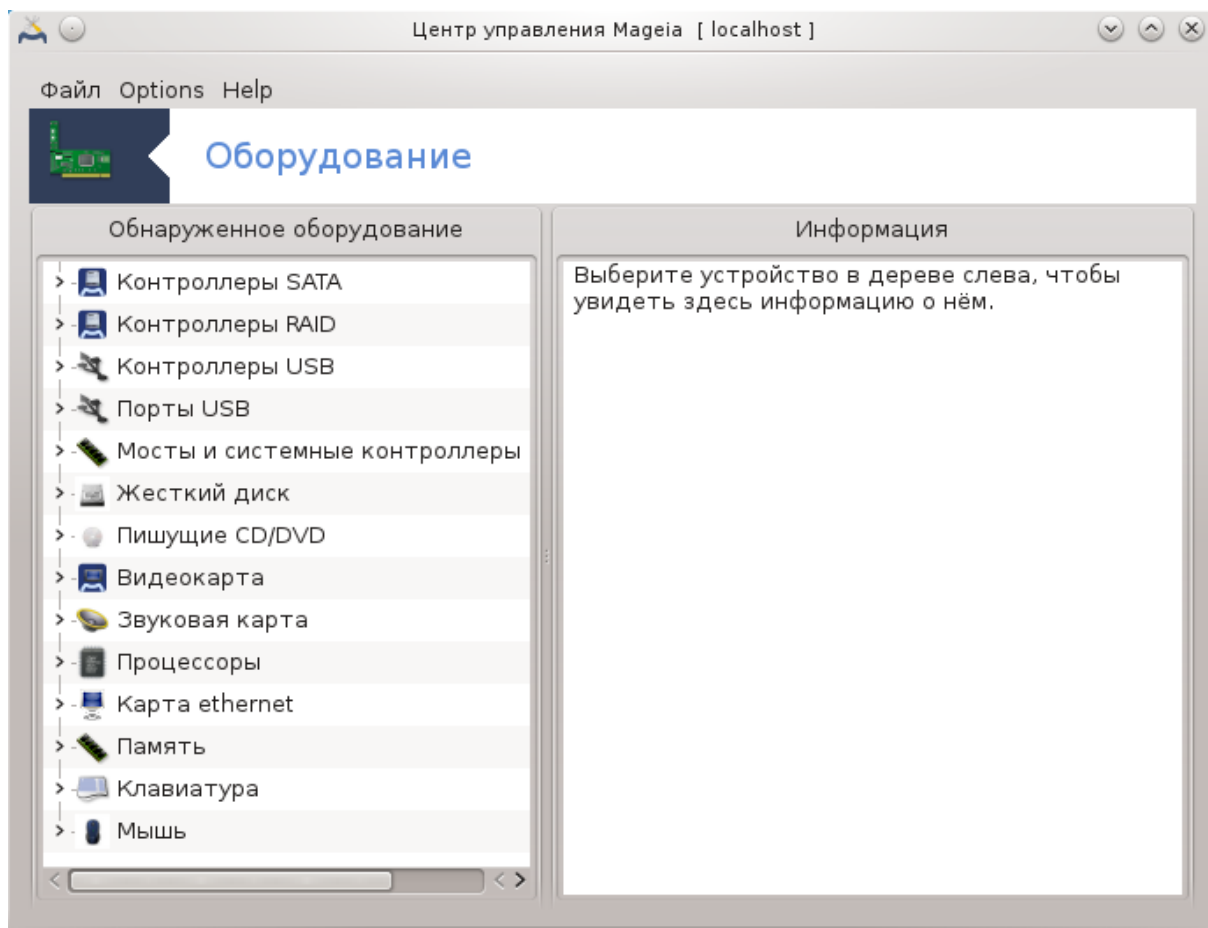 Центр управления Mageia [ localhost ]
Файл Options Help
Оборудование
Обнаруженное оборудование
Контроллеры SATA
Контроллеры RAID
Контроллеры USB
Порты USB
Мосты и системные контроллеры
Жесткий диск
Пишущие CD/DVD
Видеокарта
Звуковая карта
Процессоры
Карта ethernet
Память
Клавиатура
Мышь
Информация
Выберите устройство в дереве слева, чтобы
увидеть здесь информацию о нём.